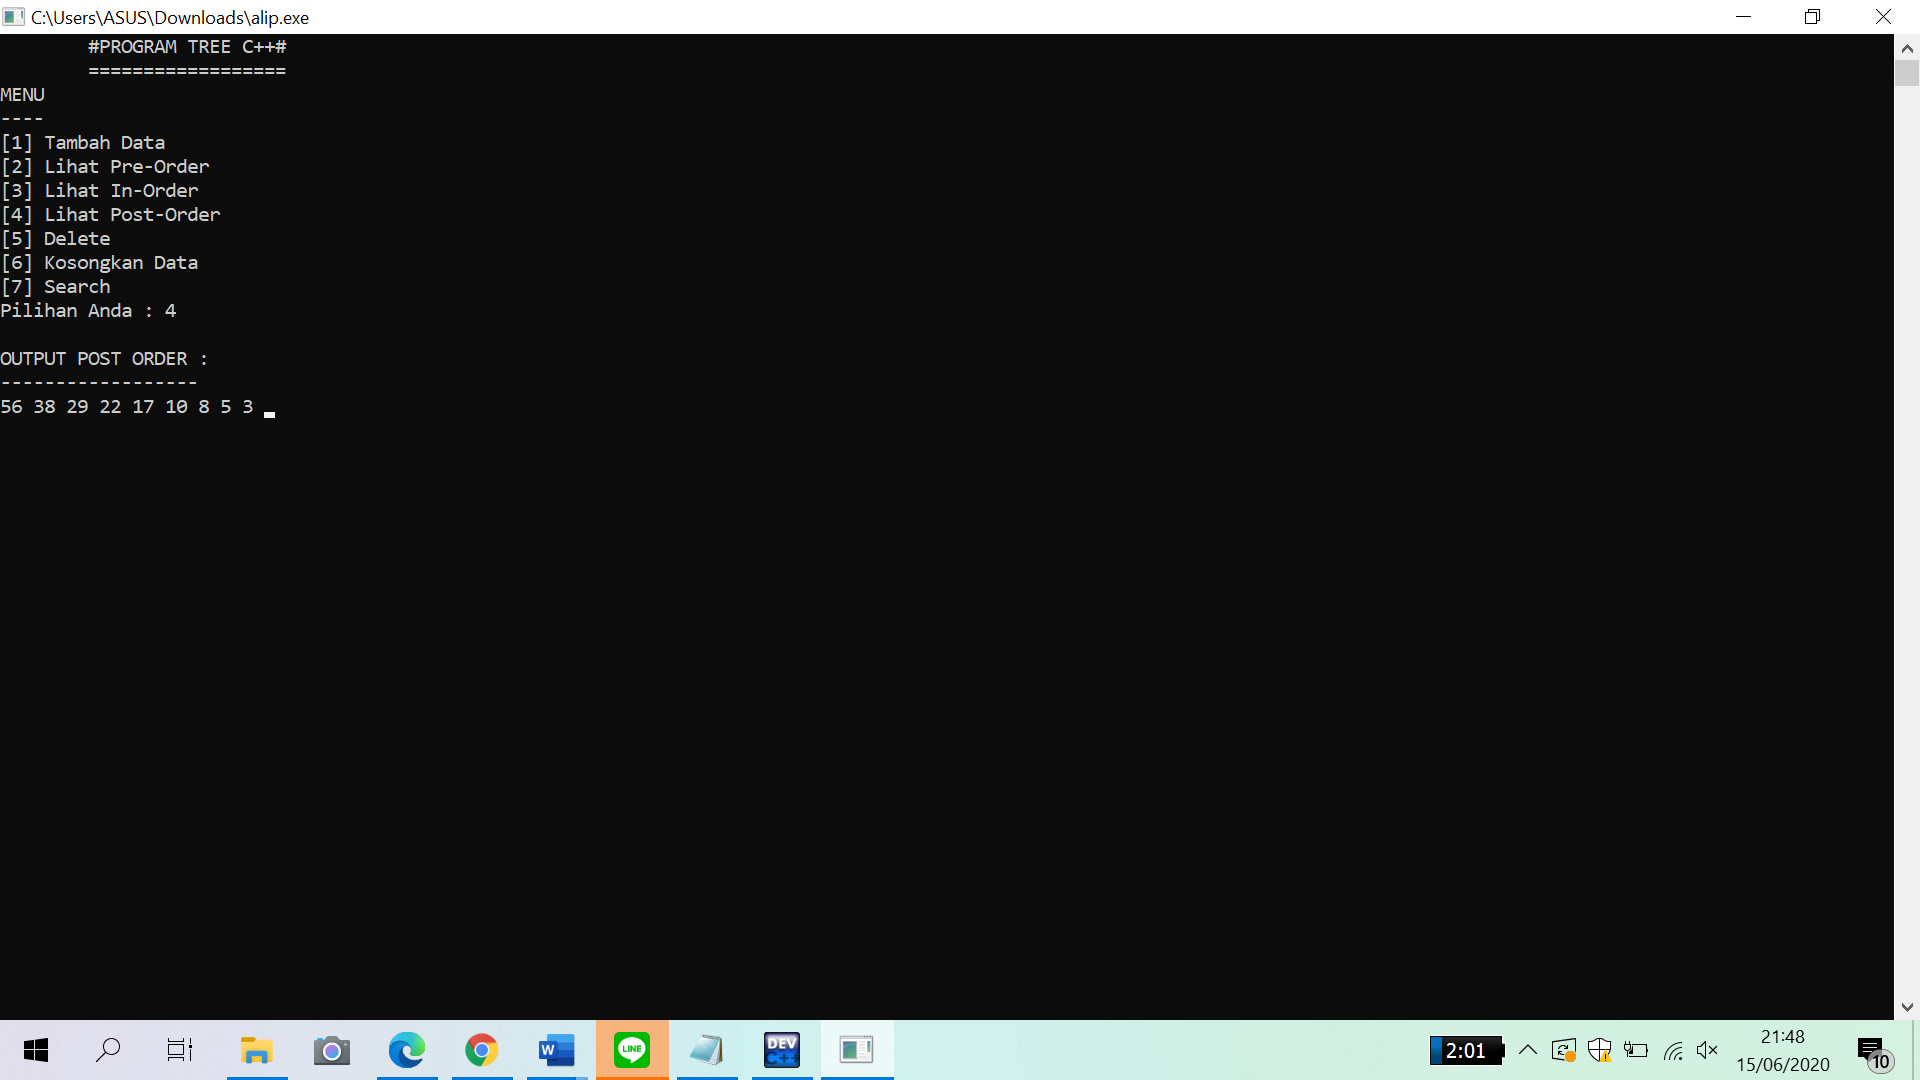 C:\Users\ASUS\Downloads\alip.exe
#PROGRAM TREE C++#
==================
MENU
----
[1] Tambah Data
[2] Lihat Pre-Order
[3] Lihat In-Order
[4] Lihat Post-Order
[5] Delete
[6] Kosongkan Data
[7] Search
Pilihan Anda : 4
OUTPUT POST ORDER :
------------------
56 38 29 22 17 10 8 5 3
W
LINE
DEV
C++
2:01
21:48
15/06/2020
10